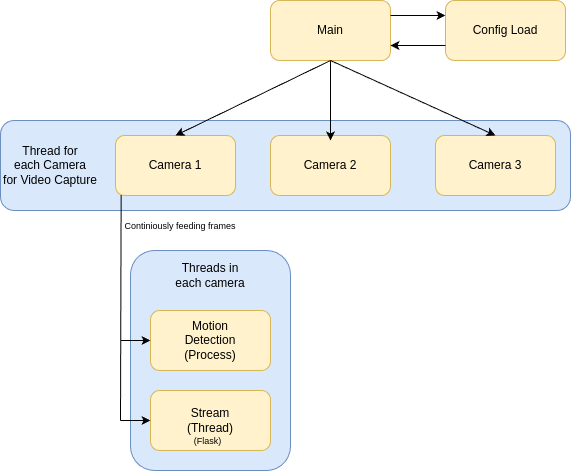 Main
Config Load
Thread for
each Camera
for Video Capture
Camera 1
Camera 2
Camera 3
Continiously feeding frames
Threads in
each camera
Motion
Detection
(Process)
Stream
(Thread)
(Flask)